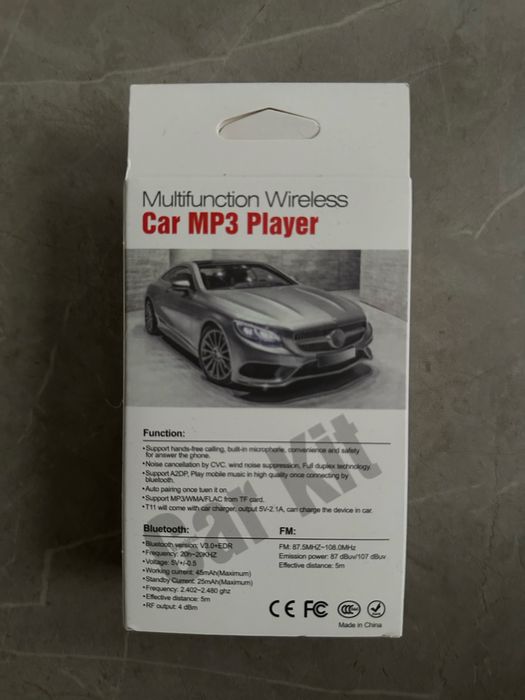 Multifunction Wireless
Car MP3 Player
Function:
•Support hands-free calling, built-in microphone, convenience and safety
for answer the phone.
•Noise cancellation by CVC, wind noise suppression, Full duplex technology
•Support A2DP, Play mobile music in high quality once connecting by
bluetooth.
•Auto pairing once tuen it on.
•Support MP3/WMA/FLAC from TF card.
•T11 will come with car charger, output 5V-2.1A, can charge the device in car.
Car Kit
Bluetooth:
•Bluetooth version: V3.0+EDR
•Frequency: 20h~20KHZ
•Voltage: 5V+/-0.5
•Working current: 45mAh(Maximum)
•Standby Current: 25mAh(Maximum)
•Frequency: 2.402~2.480 ghz
•Effective distance: 5m
•RF output: 4 dBm
FM:
FM: 87.5MHZ~108.0MHz
Emission power: 87 dBuv/107 dBuv
Effective distance: 5m
CE FC CCC
Made in China